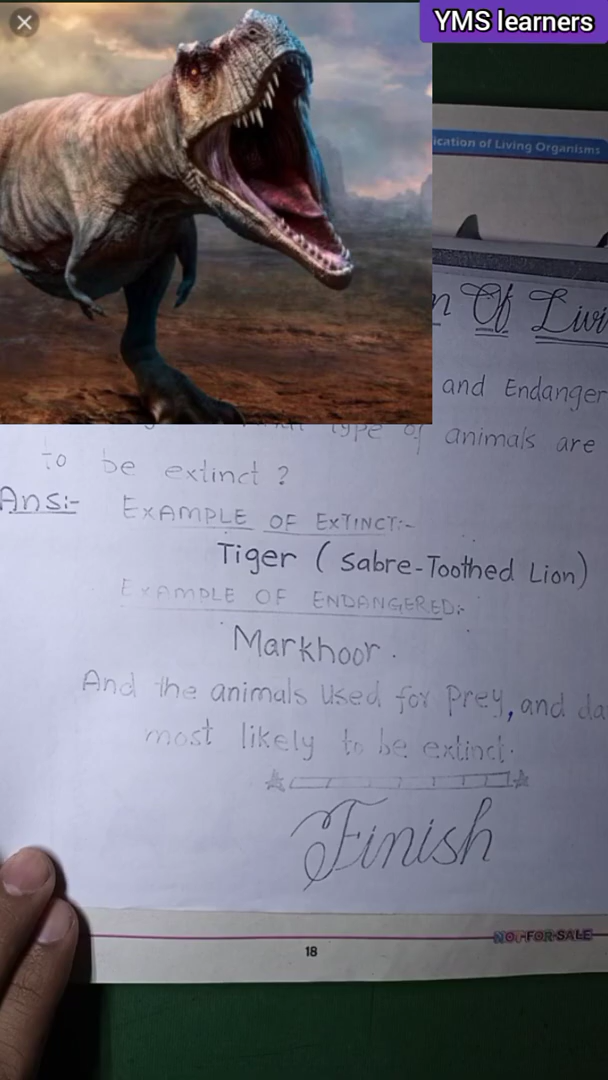 YMS learners
ication of Living Organisms
n Of Livi
and Endanger
type of animals are
to be extinct ?
Ans:-
EXAMPLE OF EXTINCT:-
Tiger ( Sabre-Toothed Lion)
EXAMPLE OF ENDANGERED:-
Markhoor.
And the animals used for Prey, and da
most likely to be extinct.
Finish
NOT FOR SALE
18